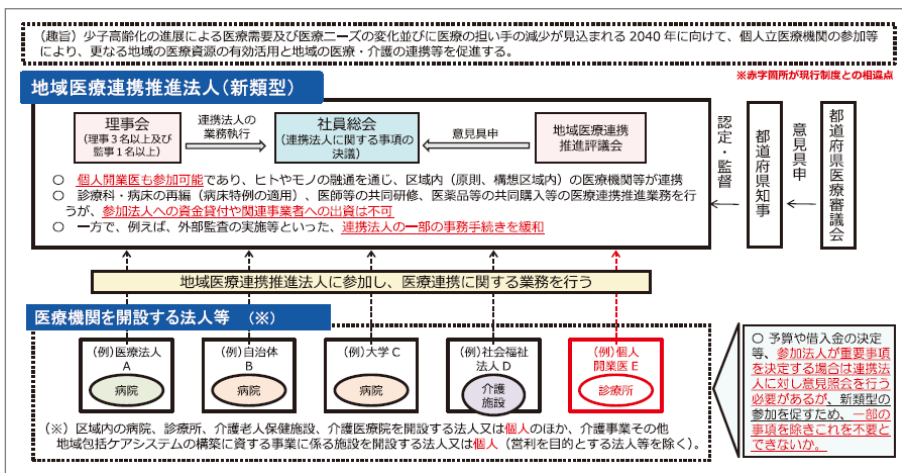 (趣旨)少子高齢化の進展による医療需要及び医療ニーズの変化並びに医療の担い手の減少が見込まれる2040年に向けて、個人立医療機関の参加等
により、更なる地域の医療資源の有効活用と地域の医療・介護の連携等を促進する。
※赤字箇所が現行制度との相違点
地域医療連携推進法人(新類型)
理事会
(理事3名以上及び
監事1名以上)
連携法人の
業務執行
社員総会
(連携法人に関する事項の
決議)
意見具申
地域医療連携
推進評議会
認定・監督
都道府県知事
意見具申
都道府県医療審議会
○ 個人開業医も参加可能であり、ヒトやモノの融通を通じ、区域内(原則、構想区域内)の医療機関等が連携
○ 診療科・病床の再編(病床特例の適用)、医師等の共同研修、医薬品等の共同購入等の医療連携推進業務を行
うが、参加法人への資金貸付や関連事業者への出資は不可
○ 一方で、例えば、外部監査の実施等といった、連携法人の一部の事務手続きを緩和
地域医療連携推進法人に参加し、医療連携に関する業務を行う
医療機関を開設する法人等 (※)
(例)医療法人
A
病院
(例)自治体
B
病院
(例)大学C
病院
(例)社会福祉
法人D
介護
施設
(例)個人
開業医E
診療所
(※)区域内の病院、診療所、介護老人保健施設、介護医療院を開設する法人又は個人のほか、介護事業その他
地域包括ケアシステムの構築に資する事業に係る施設を開設する法人又は個人(営利を目的とする法人等を除く)。
○ 予算や借入金の決定
等、参加法人が重要事項
を決定する場合は連携法
人に対し意見照会を行う
必要があるが、新類型の
参加を促すため、一部の
事項を除きこれを不要と
できないか。